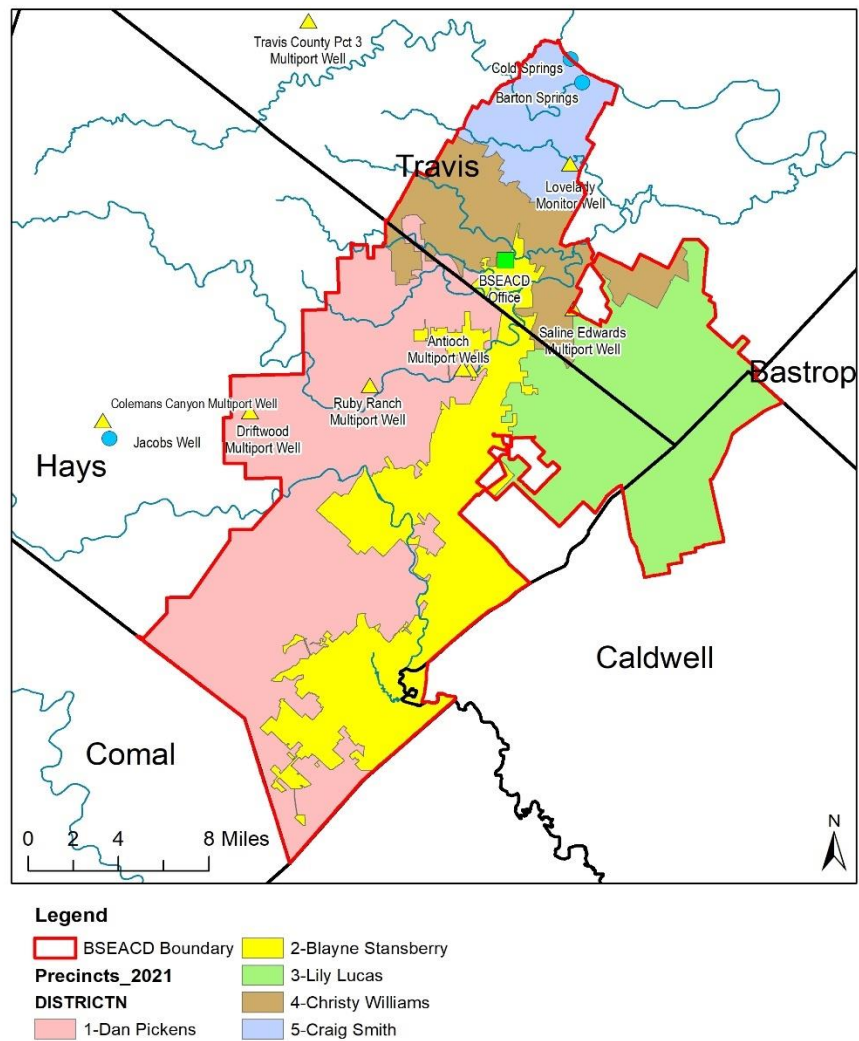 Travis County Pct 3
Multiport Well
Cold Springs
Barton Springs
Travis
Lovelady
Monitor Well
BSEACD
Office
Antioch
Multiport Wells
Saline Edwards
Multiport Well
Bastrop
Colemans Canyon Multiport Well
Ruby Ranch
Multiport Well
Driftwood
Multiport Well
Jacobs Well
Hays
Caldwell
Comal
0 2 4 8 Miles
N
Legend
BSEACD Boundary
Precincts_2021
DISTRICTN
1-Dan Pickens
2-Blayne Stansberry
3-Lily Lucas
4-Christy Williams
5-Craig Smith